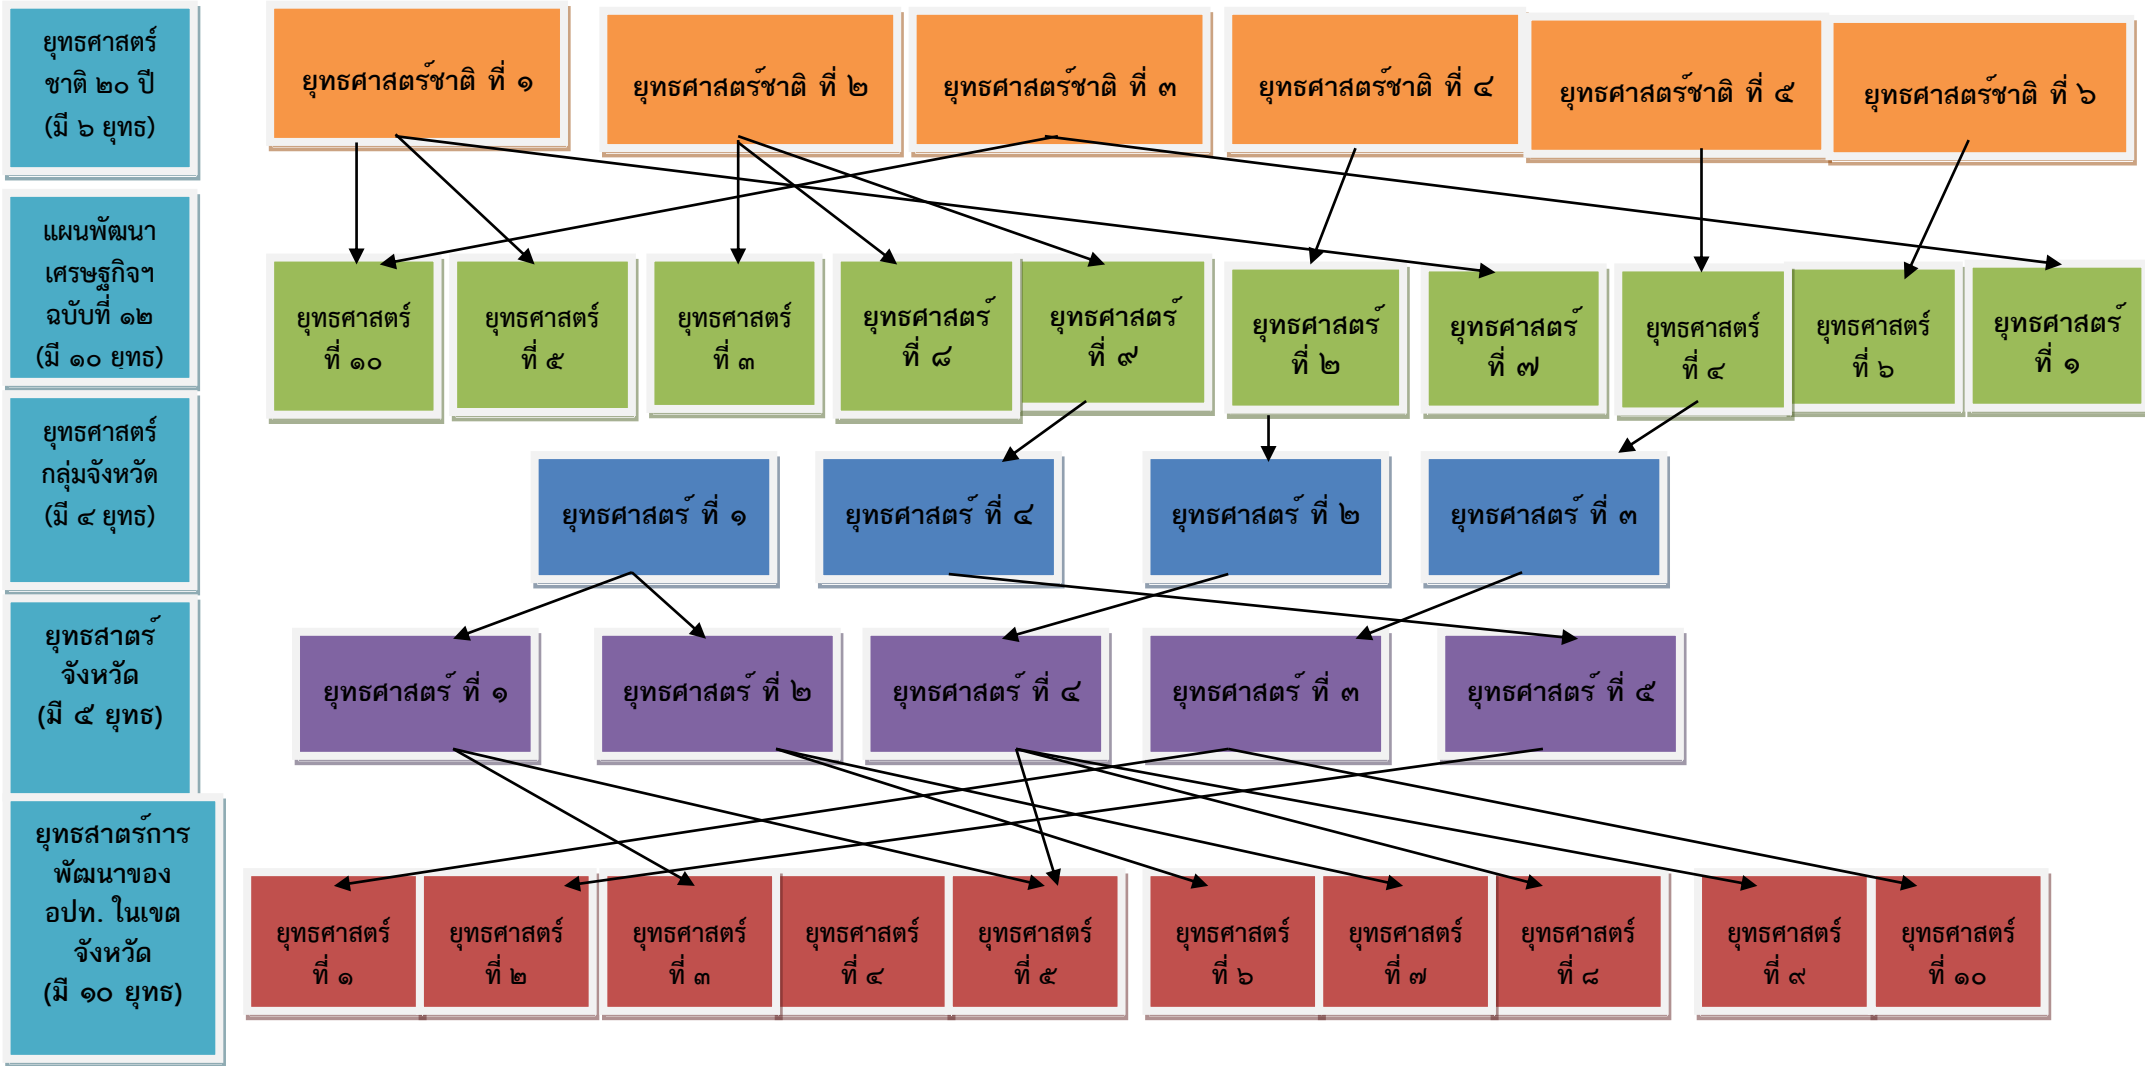 ยุทธศาสตร์
ชาติ ๒๐ ปี
(มี ๖ ยุทธ)
ยุทธศาสตร์ชาติ ที่ ๑
ยุทธศาสตร์ชาติ ที่ ๒
ยุทธศาสตร์ชาติ ที่ ๓
ยุทธศาสตร์ชาติ ที่ ๔
ยุทธศาสตร์ชาติ ที่ ๕
ยุทธศาสตร์ชาติ ที่ ๖
แผนพัฒนา
เศรษฐกิจฯ
ฉบับที่ ๑๒
(มี ๑๐ ยุทธ)
ยุทธศาสตร์
ที่ ๑๐
ยุทธศาสตร์
ที่ ๕
ยุทธศาสตร์
ที่ ๓
ยุทธศาสตร์
ที่ ๘
ยุทธศาสตร์
ที่ ๙
ยุทธศาสตร์
ที่ ๒
ยุทธศาสตร์
ที่ ๗
ยุทธศาสตร์
ที่ ๔
ยุทธศาสตร์
ที่ ๖
ยุทธศาสตร์
ที่ ๑
ยุทธศาสตร์
กลุ่มจังหวัด
(มี ๔ ยุทธ)
ยุทธศาสตร์ ที่ ๑
ยุทธศาสตร์ ที่ ๔
ยุทธศาสตร์ ที่ ๒
ยุทธศาสตร์ ที่ ๓
ยุทธสาตร์
จังหวัด
(มี ๕ ยุทธ)
ยุทธศาสตร์ ที่ ๑
ยุทธศาสตร์ ที่ ๒
ยุทธศาสตร์ ที่ ๔
ยุทธศาสตร์ ที่ ๓
ยุทธศาสตร์ ที่ ๕
ยุทธสาตร์การ
พัฒนาของ
อปท. ในเขต
จังหวัด
(มี ๑๐ ยุทธ)
ยุทธศาสตร์
ที่ ๑
ยุทธศาสตร์
ที่ ๒
ยุทธศาสตร์
ที่ ๓
ยุทธศาสตร์
ที่ ๔
ยุทธศาสตร์
ที่ ๕
ยุทธศาสตร์
ที่ ๖
ยุทธศาสตร์
ที่ ๗
ยุทธศาสตร์
ที่ ๘
ยุทธศาสตร์
ที่ ๙
ยุทธศาสตร์
ที่ ๑๐